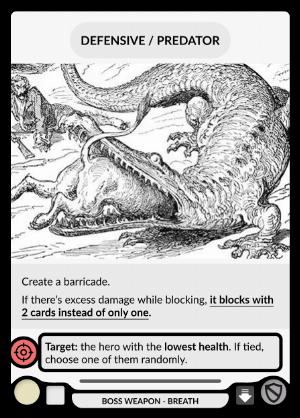 DEFENSIVE / PREDATOR
Create a barricade.
If there's excess damage while blocking, it blocks with
2 cards instead of only one.
Target: the hero with the lowest health. If tied,
choose one of them randomly.
BOSS WEAPON - BREATH